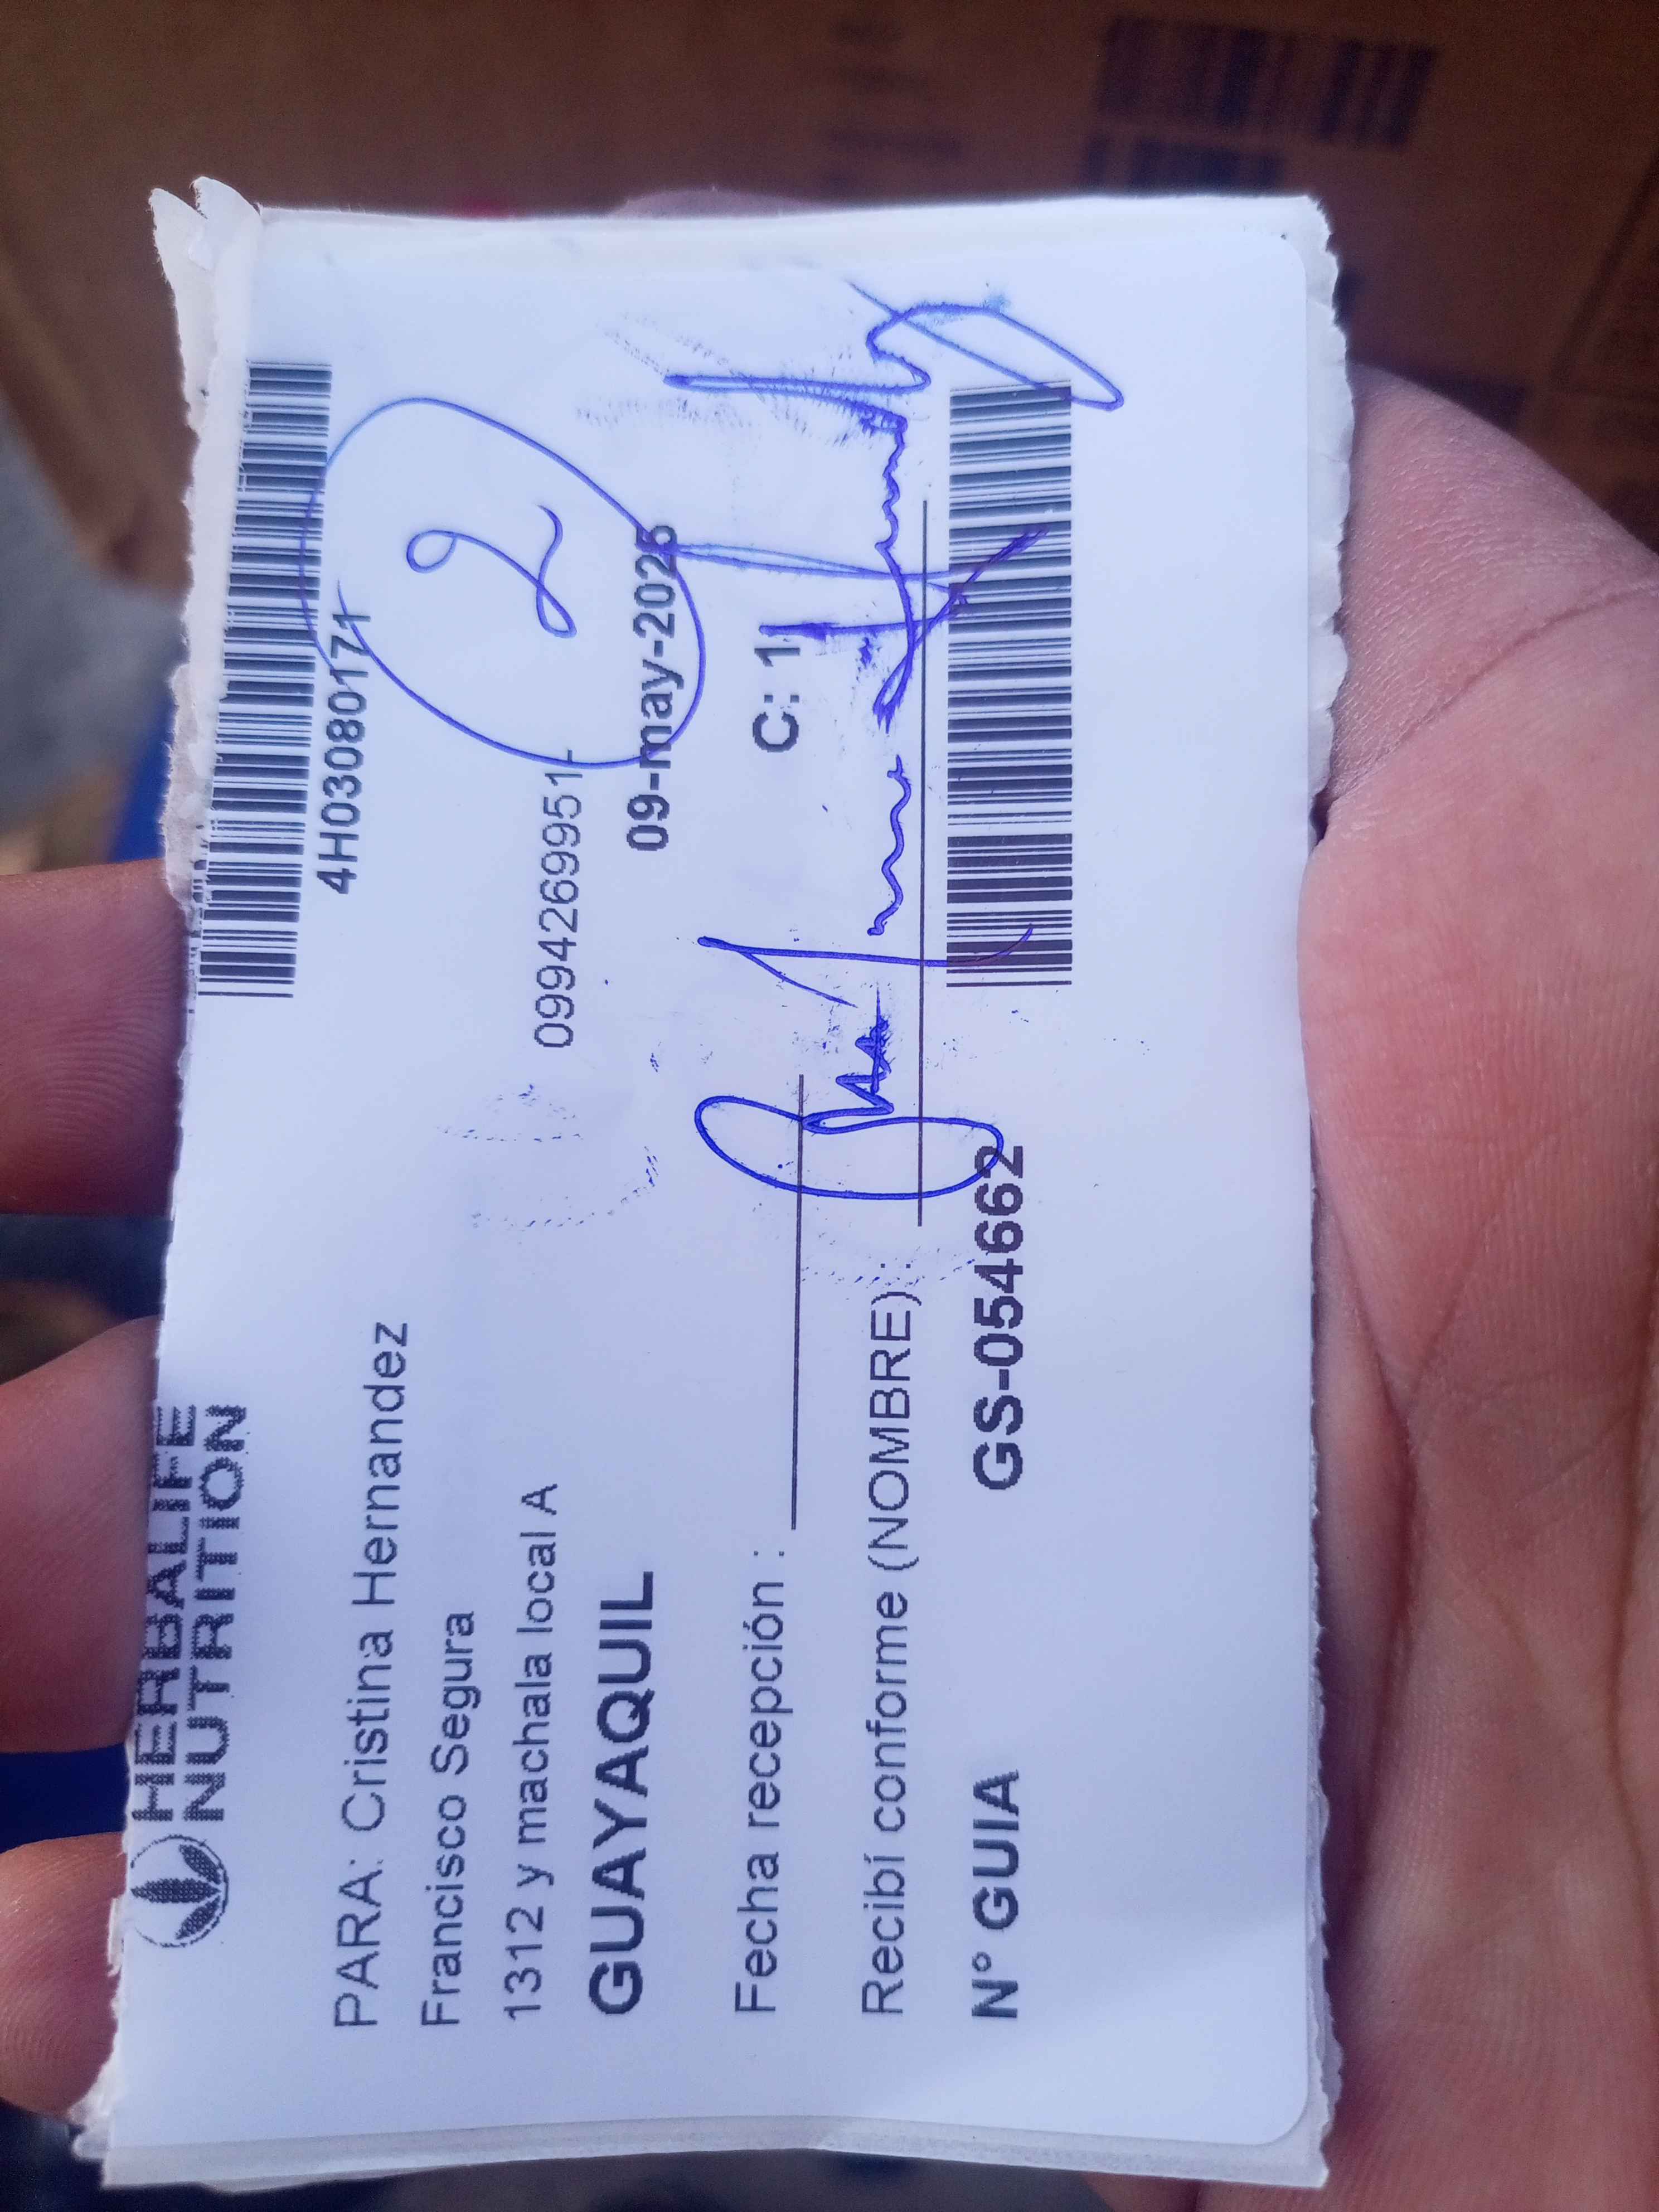 HERBALIFE
NUTRITION
4H03080171
PARA: Cristina Hernandez
Francisco Segura
1312 y machala local A
0994269951-
2
GUAYAQUIL
09-may-2025
Fecha recepción :
C: 1
Recibí conforme (NOMBRE) :
N° GUIA
GS-054662